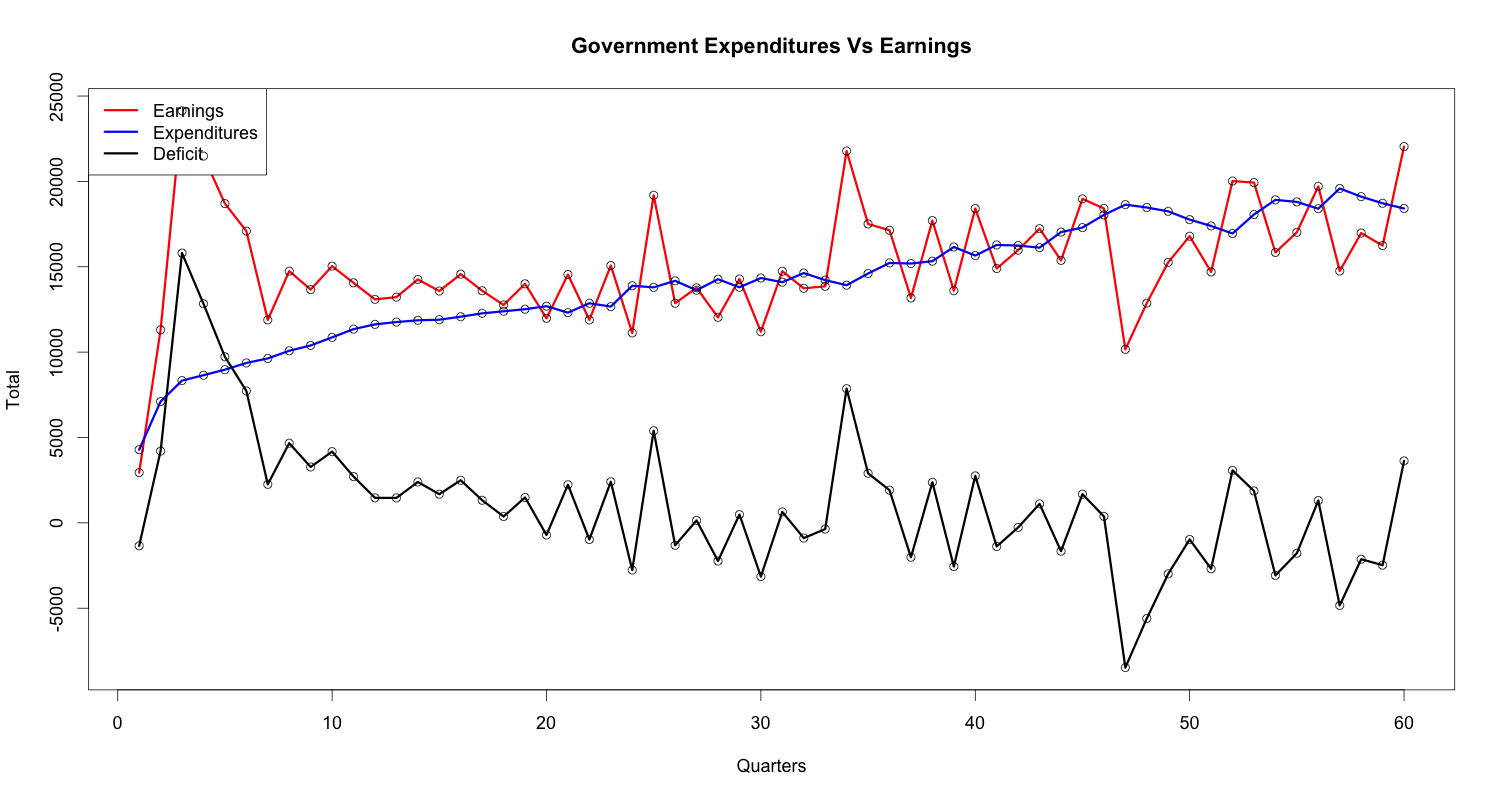 Government Expenditures Vs Earnings
Earnings
Expenditures
Deficit
25000
20000
15000
10000
5000
0
-5000
Total
0 10 20 30 40 50 60
Quarters